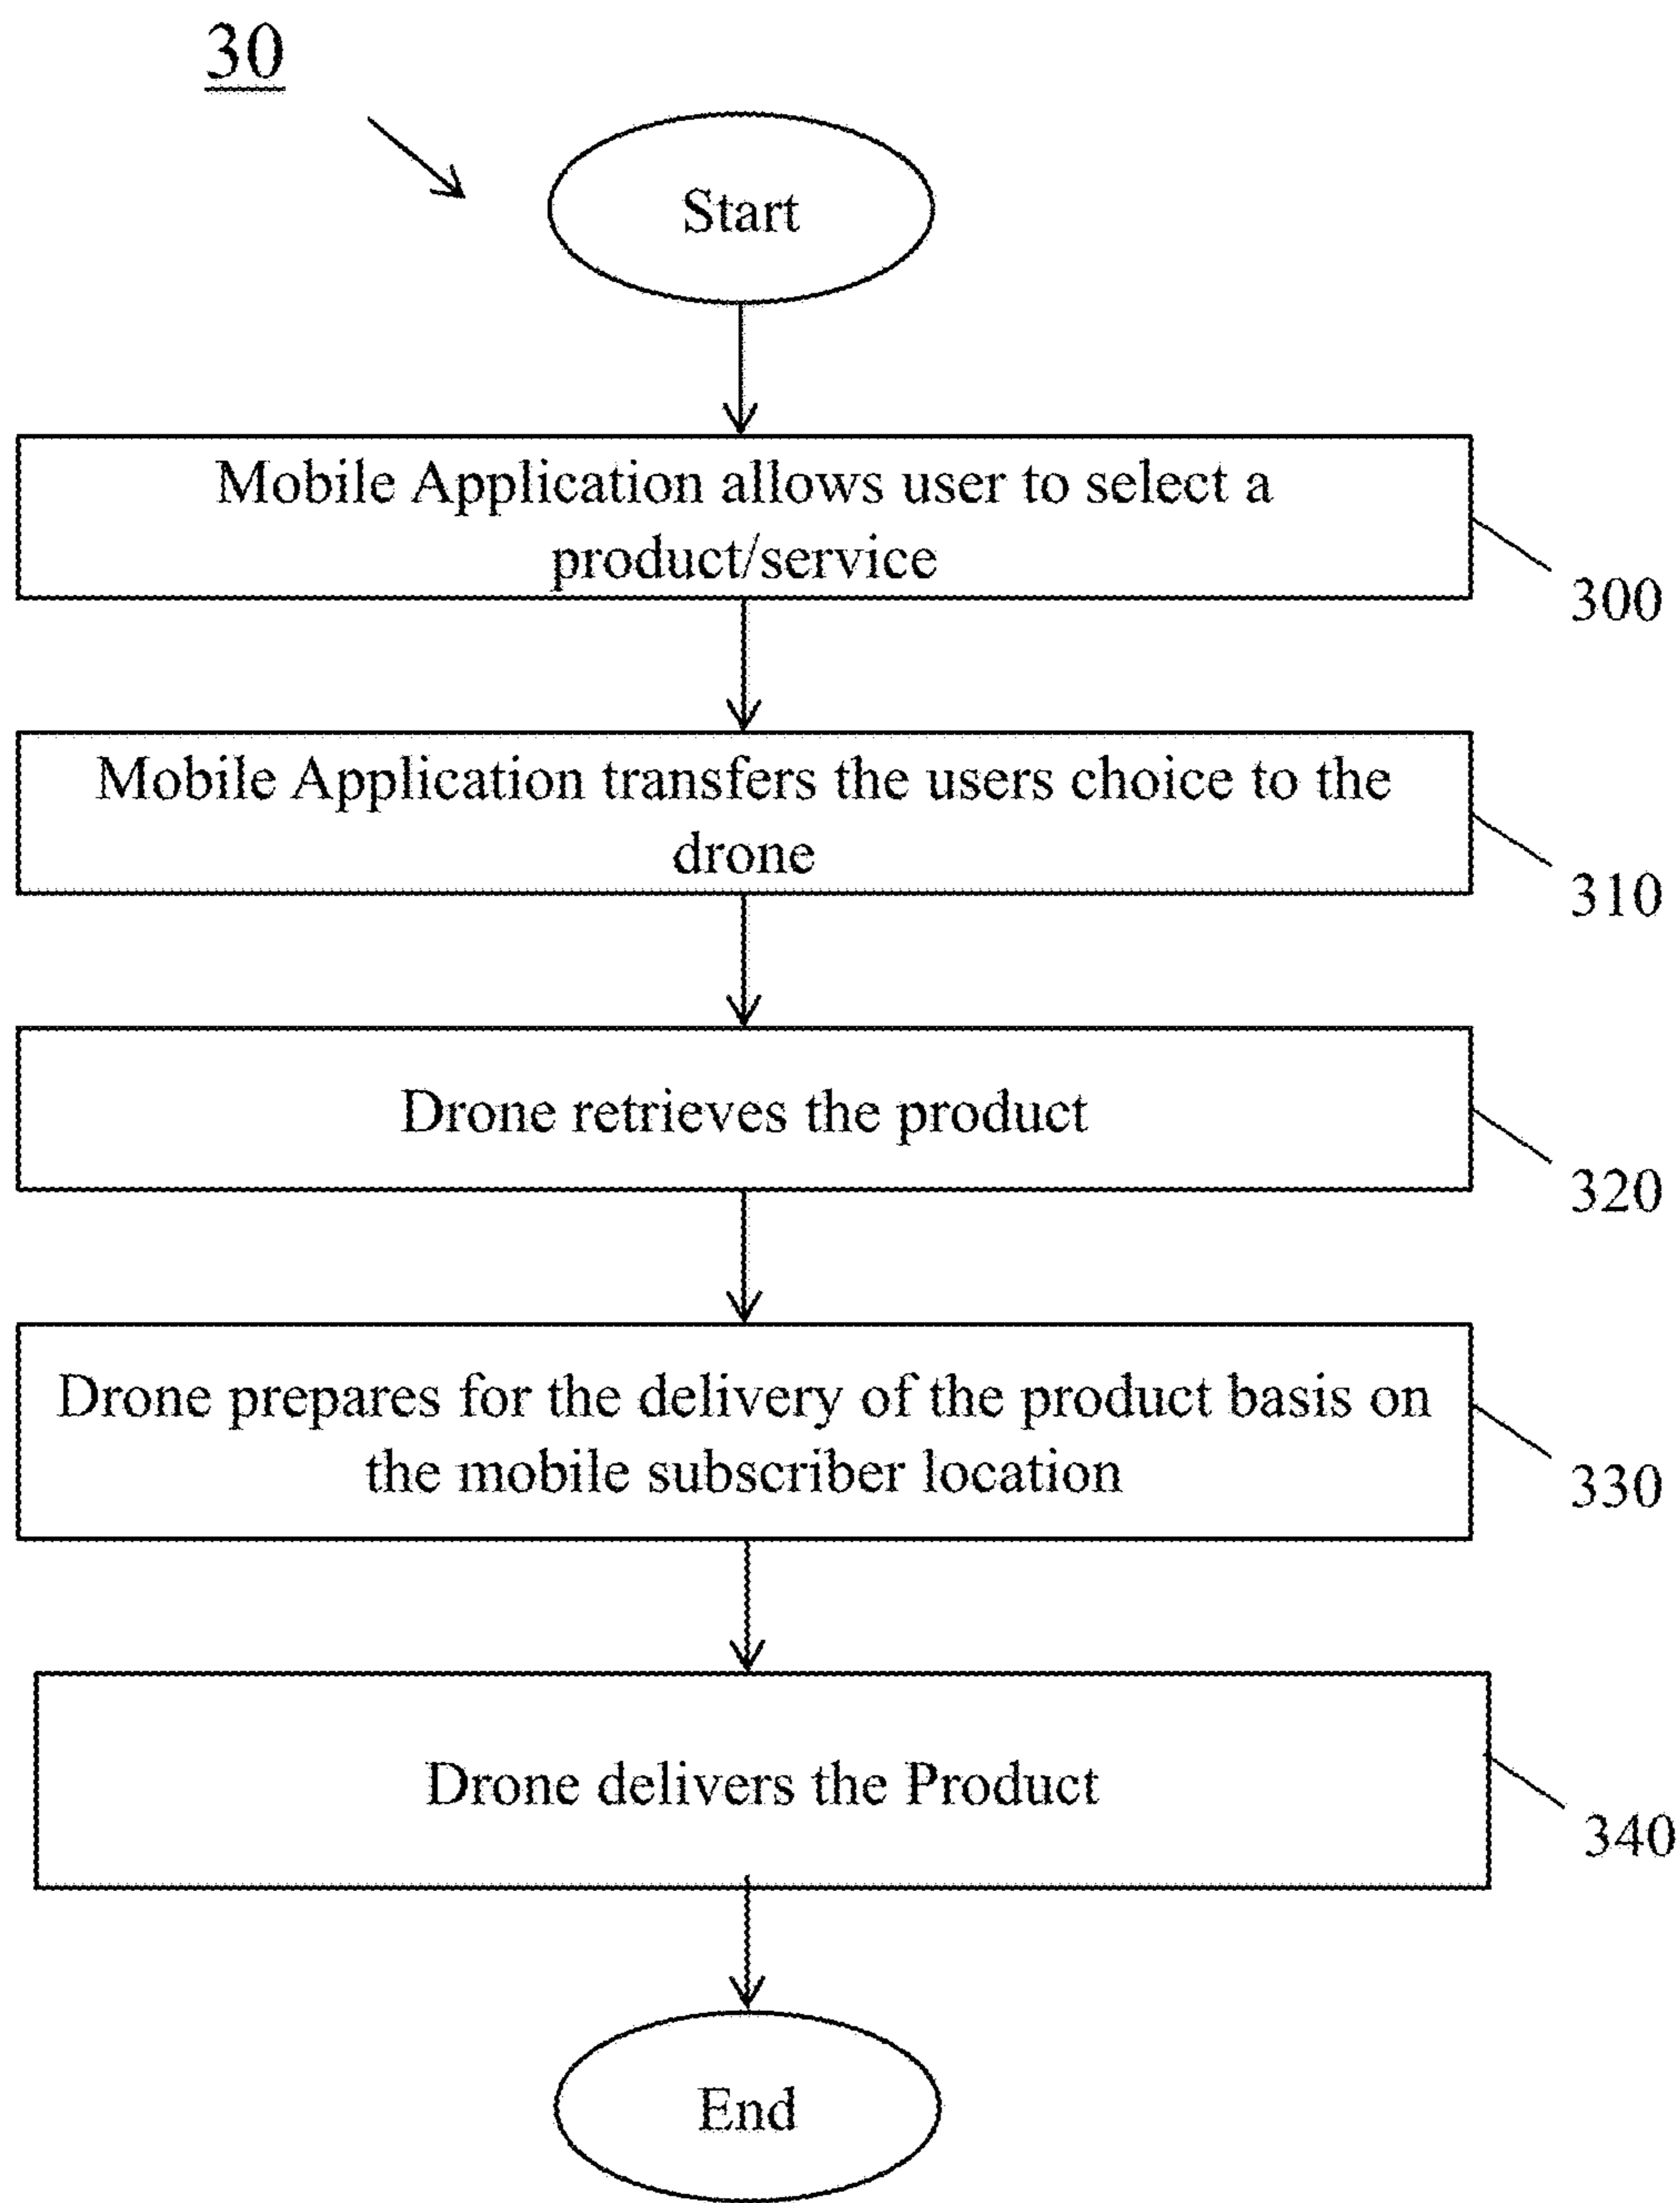 30
Start
Mobile Application allows user to select a
product/service
300
Mobile Application transfers the users choice to the
drone
310
Drone retrieves the product
320
Drone prepares for the delivery of the product basis on
the mobile subscriber location
330
Drone delivers the Product
340
End